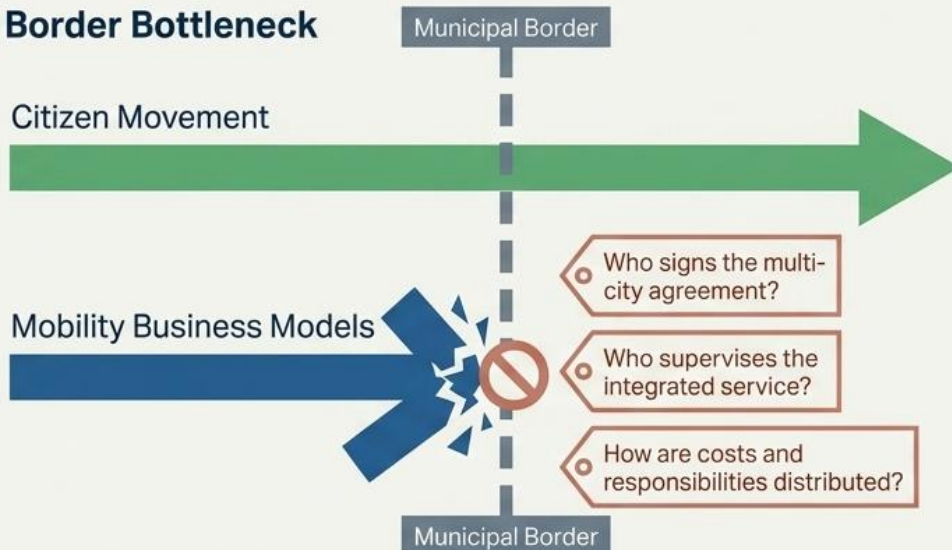 Border Bottleneck
Municipal Border
Citizen Movement
Mobility Business Models
Who signs the multi-
city agreement?
Who supervises the
integrated service?
How are costs and
responsibilities distributed?
Municipal Border